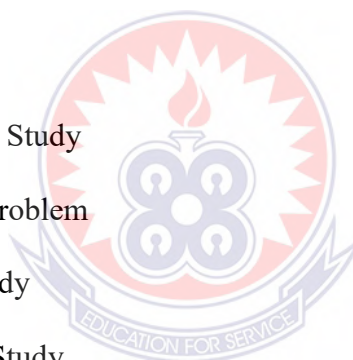 Study
roblem
dy
Study
EDUCATION FOR SERVICE